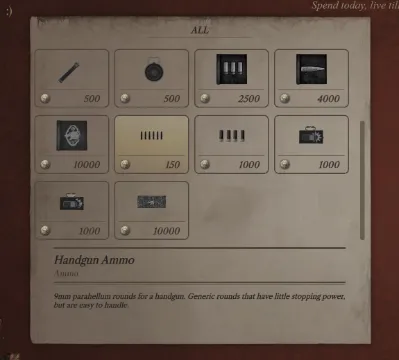 :)
Spend today, live til
ALL
500
500
2500
4000
10000
150
1000
1000
1000
10000
Handgun Ammo
Ammo
9mm parabellum rounds for a handgun. Generic rounds that have little stopping power,
but are easy to handle.